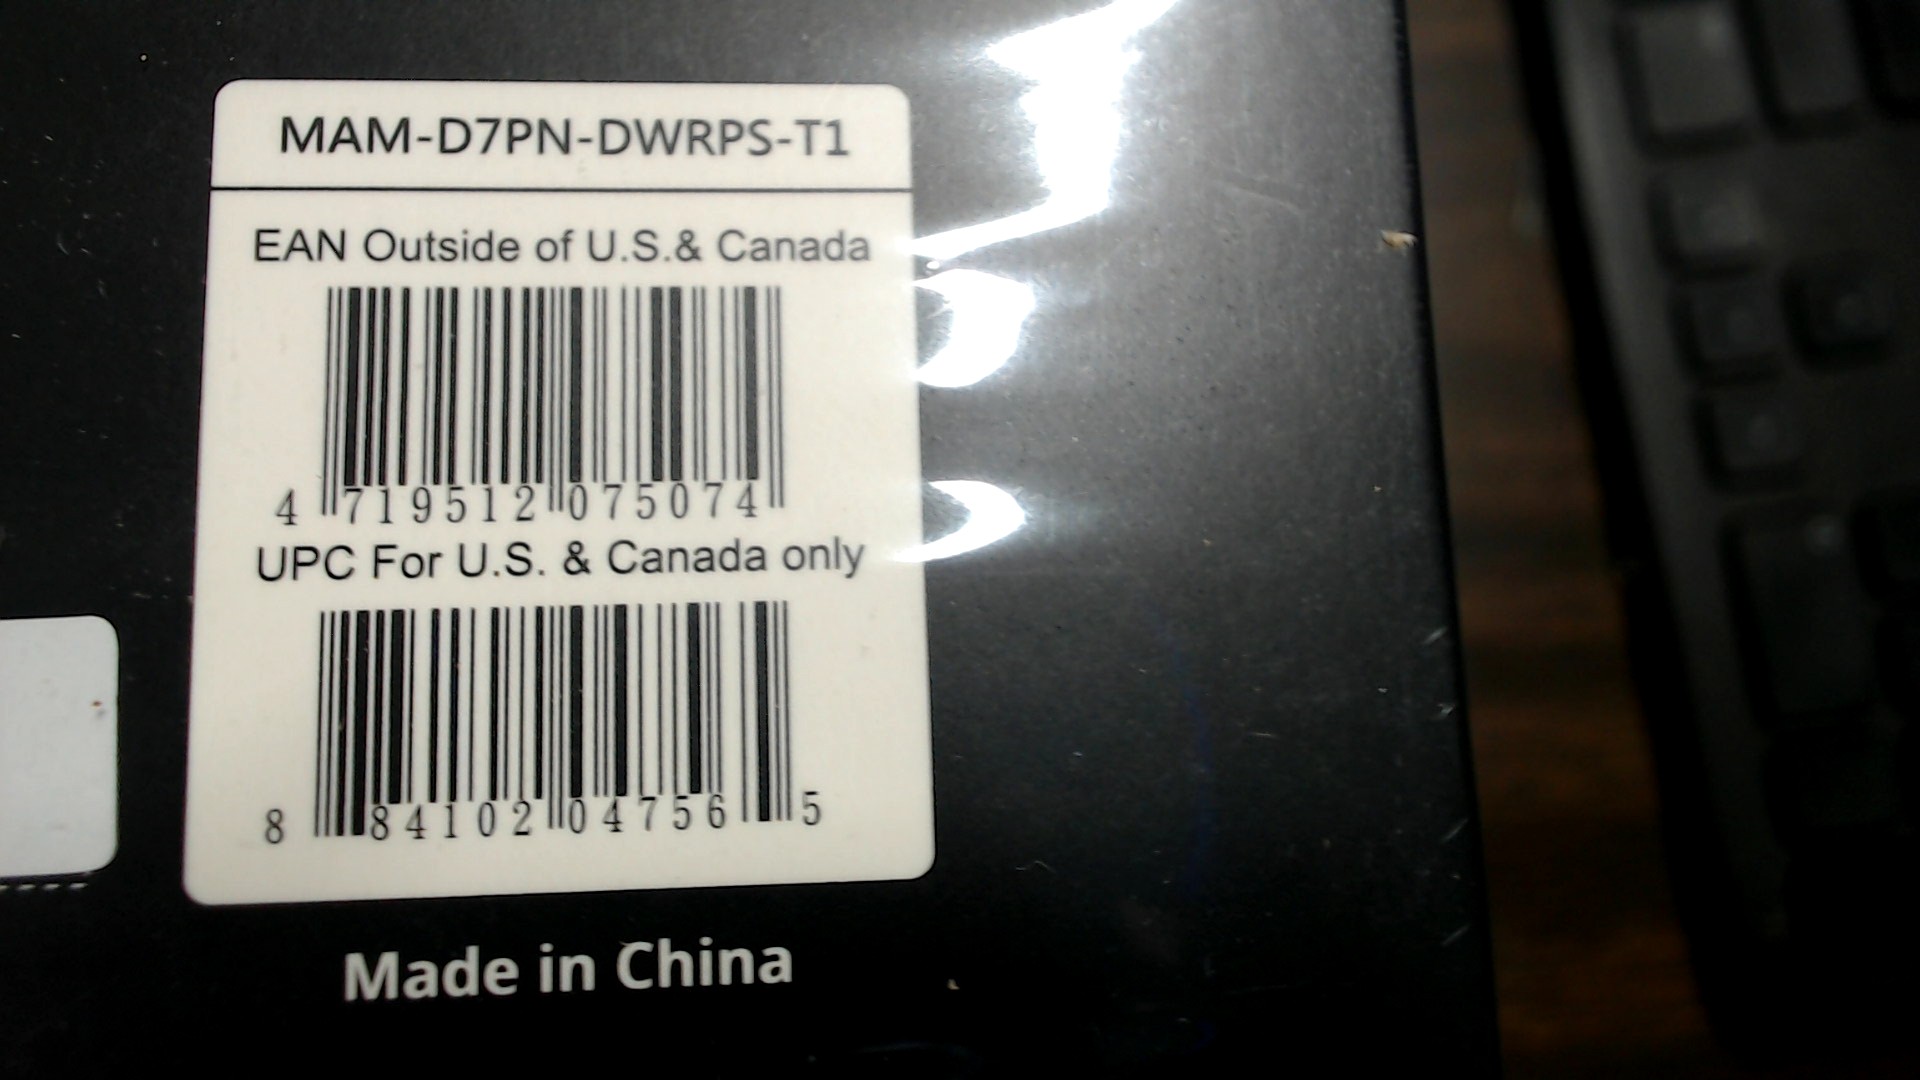 MAM-D7PN-DWRPS-T1
EAN Outside of U.S.& Canada
4 719512 075074
UPC For U.S. & Canada only
8 84102 04756 5
Made in China